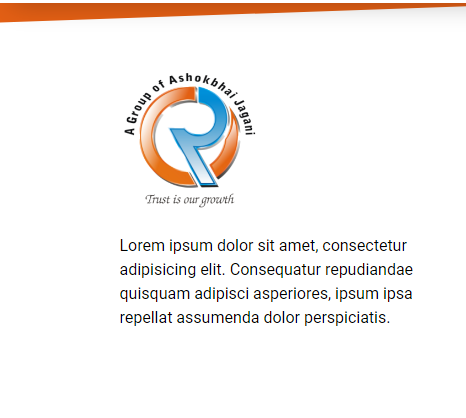 A Group of Ashokbhai Jagani
Trust is our growth
Lorem ipsum dolor sit amet, consectetur
adipisicing elit. Consequatur repudiandae
quisquam adipisci asperiores, ipsum ipsa
repellat assumenda dolor perspiciatis.